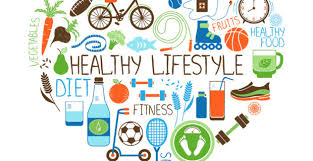 VEGETABLES
FRUITS
HEALTHY
FOOD
HEALTHY LIFESTYLE
DIET
FITNESS